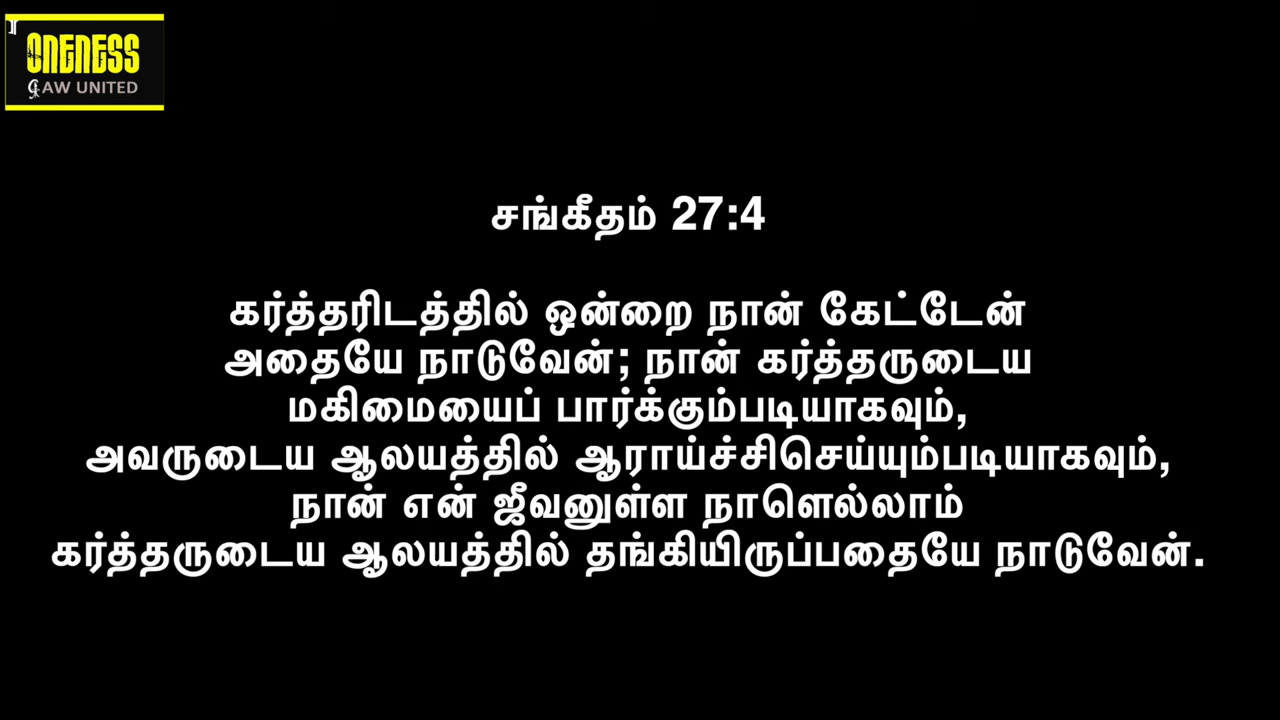 ONENESS
LAW UNITED
சங்கீதம் 27:4
கர்த்தரிடத்தில் ஒன்றை நான் கேட்டேன்
அதையே நாடுவேன்; நான் கர்த்தருடைய
மகிமையைப் பார்க்கும்படியாகவும்,
அவருடைய ஆலயத்தில் ஆராய்ச்சிசெய்யும்படியாகவும்,
நான் என் ஜீவனுள்ள நாளெல்லாம்
கர்த்தருடைய ஆலயத்தில் தங்கியிருப்பதையே நாடுவேன்.